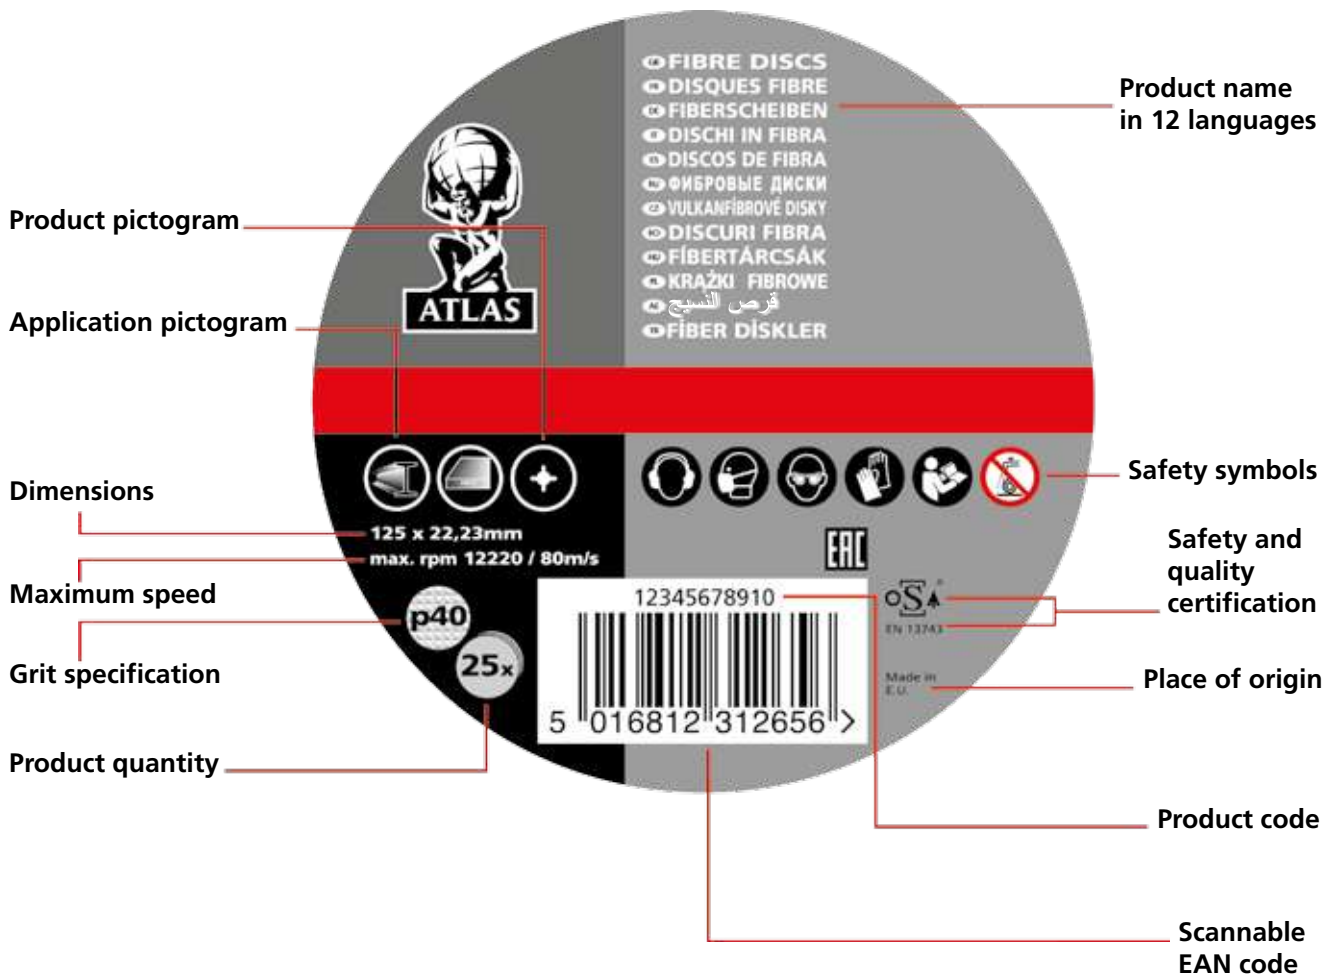 FIBRE DISCS
DISQUES FIBRE
FIBERSCHEIBEN
DISCHI IN FIBRA
DISCOS DE FIBRA
ФИБРОВЫЕ ДИСКИ
VULKANFÍBROVÉ DISKY
DISCURI FIBRA
FÍBERTÁRCSÁK
KRĄŻKI FIBROWE
قرص النسيج
FİBER DİSKLER
Product name
in 12 languages
Product pictogram
Application pictogram
ATLAS
Dimensions
125 x 22,23mm
max. rpm 12220 / 80m/s
Maximum speed
Grit specification
p40
25x
Product quantity
Safety symbols
EAC
Safety and
quality
certification
oSa
EN 13743
12345678910
5 016812 312656 >
Made in
E.U.
Place of origin
Product code
Scannable
EAN code